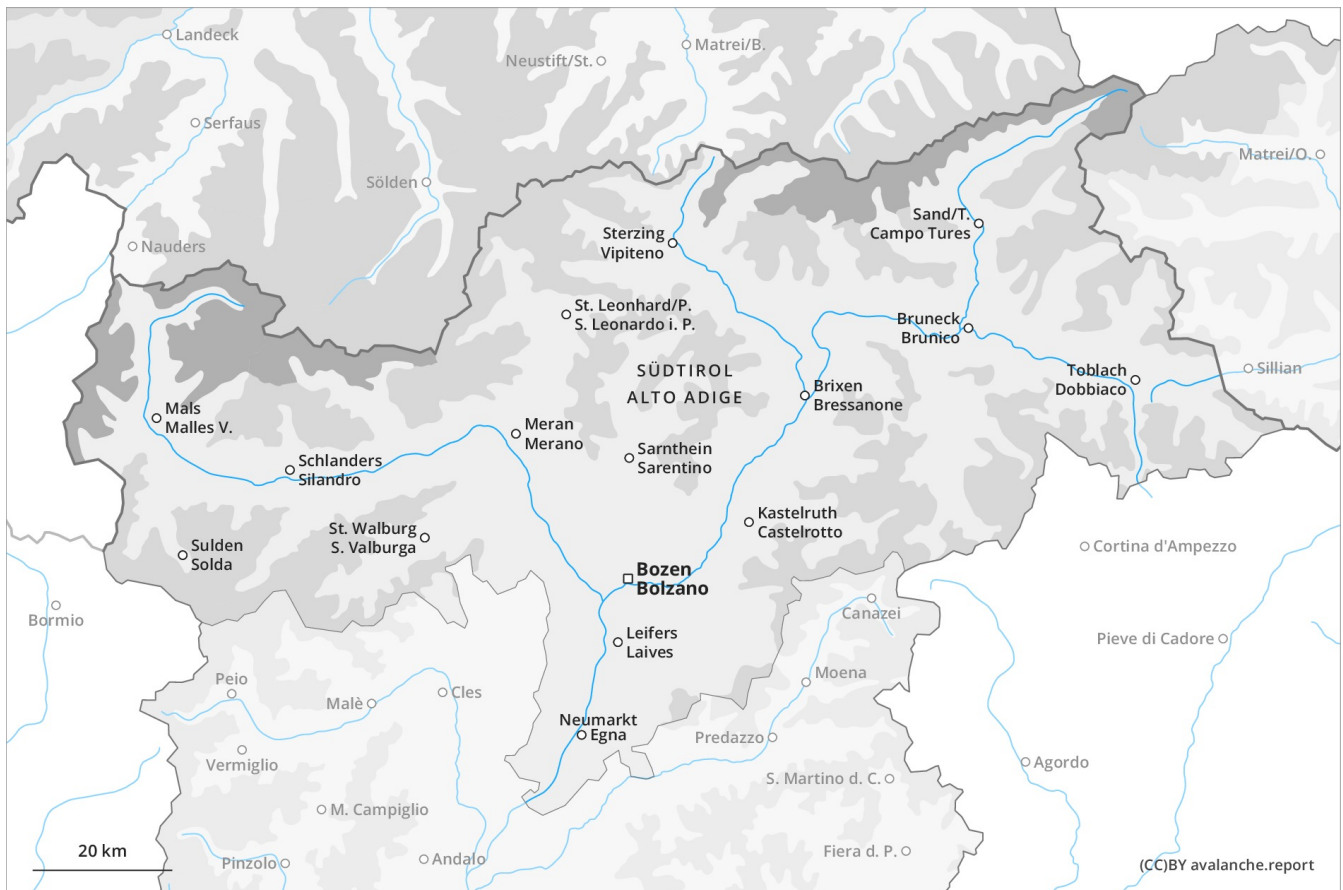 Landeck
Matrei/B.
Neustift/St.
Serfaus
Sölden
Matrei/O.
Nauders
Sand/T.
Campo Tures
Sterzing
Vipiteno
St. Leonhard/P.
S. Leonardo i. P.
Bruneck
Brunico
SÜDTIROL
ALTO ADIGE
Toblach
Dobbiaco
Sillian
Brixen
Bressanone
Mals
Malles V.
Meran
Merano
Schlanders
Silandro
Sarnthein
Sarentino
St. Walburg
S. Valburga
Kastelruth
Castelrotto
Sulden
Solda
Cortina d'Ampezzo
Bozen
Bolzano
Bormio
Canazei
Leifers
Laives
Pieve di Cadore
Peio
Moena
Malè
Cles
Neumarkt
Egna
Predazzo
Vermiglio
Agordo
S. Martino d. C.
M. Campiglio
20 km
Pinzolo
Andalo
Fiera d. P.
(CC)BY avalanche.report